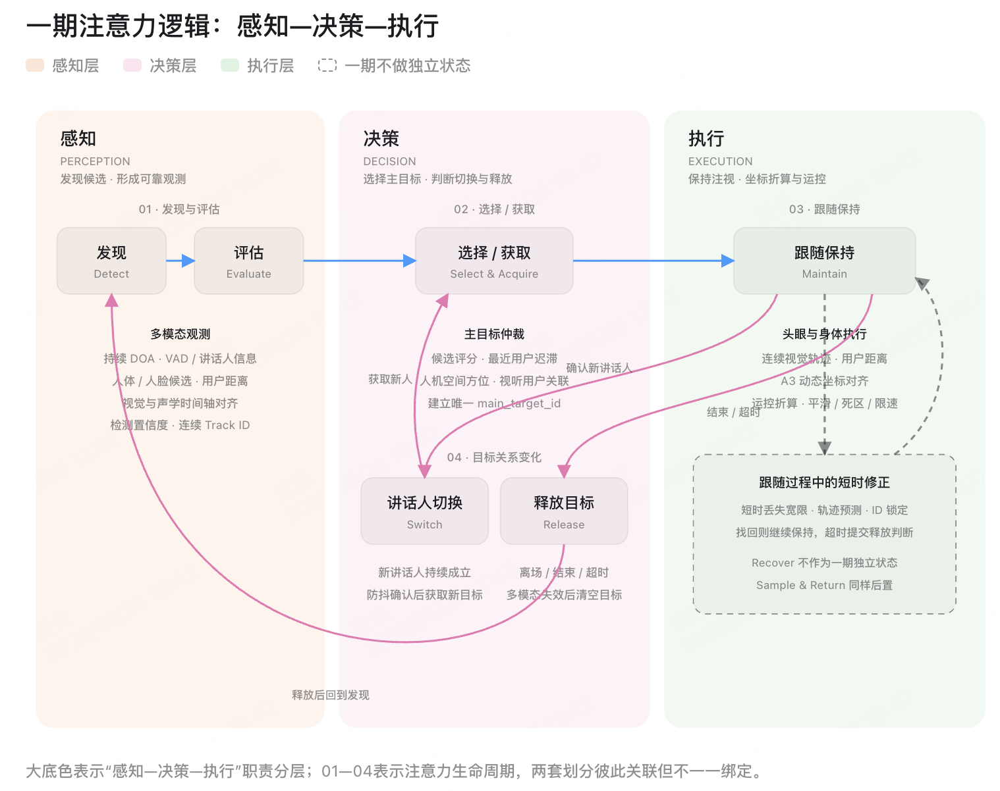 一期注意力逻辑：感知—决策—执行
感知层
决策层
执行层
一期不做独立状态
感知
PERCEPTION
发现候选 · 形成可靠观测
01 · 发现与评估
发现
Detect
评估
Evaluate
多模态观测
持续 DOA · VAD / 讲话人信息
人体 / 人脸候选 · 用户距离
视觉与声学时间轴对齐
检测置信度 · 连续 Track ID
决策
DECISION
选择主目标 · 判断切换与释放
02 · 选择 / 获取
选择 / 获取
Select & Acquire
主目标仲裁
候选评分 · 最近用户迟滞
人机空间方位 · 视听用户关联
建立唯一 main_target_id
获取新人
确认新讲话人
04 · 目标关系变化
讲话人切换
Switch
新讲话人持续成立
防抖确认后获取新目标
释放目标
Release
离场 / 结束 / 超时
多模态失效后清空目标
释放后回到发现
执行
EXECUTION
保持注视 · 坐标折算与运控
03 · 跟随保持
跟随保持
Maintain
头眼与身体执行
连续视觉轨迹 · 用户距离
A3 动态坐标对齐
运控折算 · 平滑 / 死区 / 限速
结束 / 超时
跟随过程中的短时修正
短时丢失宽限 · 轨迹预测 · ID 锁定
找回则继续保持，超时提交释放判断
Recover 不作为一期独立状态
Sample & Return 同样后置
大底色表示“感知—决策—执行”职责分层；01—04表示注意力生命周期，两套划分彼此关联但不一一绑定。